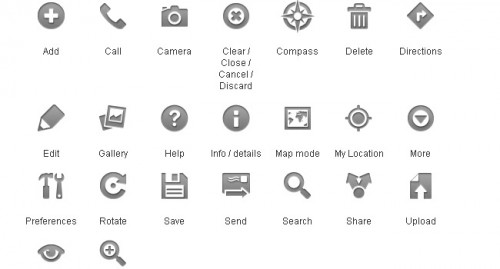 Add Call Camera Clear / Compass Delete Directions
Close /
Cancel /
Discard
Edit Gallery Help Info / details Map mode My Location More
Preferences Rotate Save Send Search Share Upload